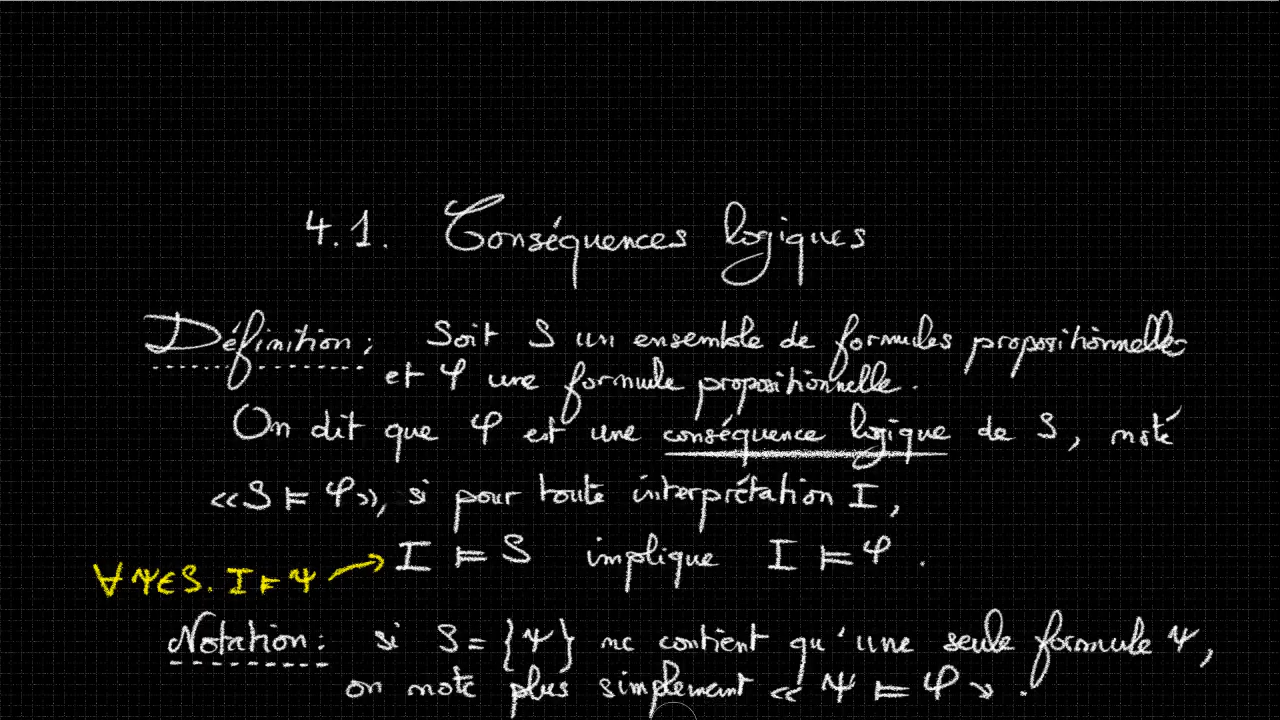 4.1. Conséquences logiques
Définition : Soit S un ensemble de formules propositionnelles
et φ une formule propositionnelle.
On dit que φ est une conséquence logique de S, noté
«S ⊨ φ», si pour toute interprétation I,
I ⊨ S implique I ⊨ φ.
∀ψ∈S. I ⊨ ψ
Notation : si S = {ψ} ne contient qu'une seule formule ψ,
on note plus simplement « ψ ⊨ φ ».